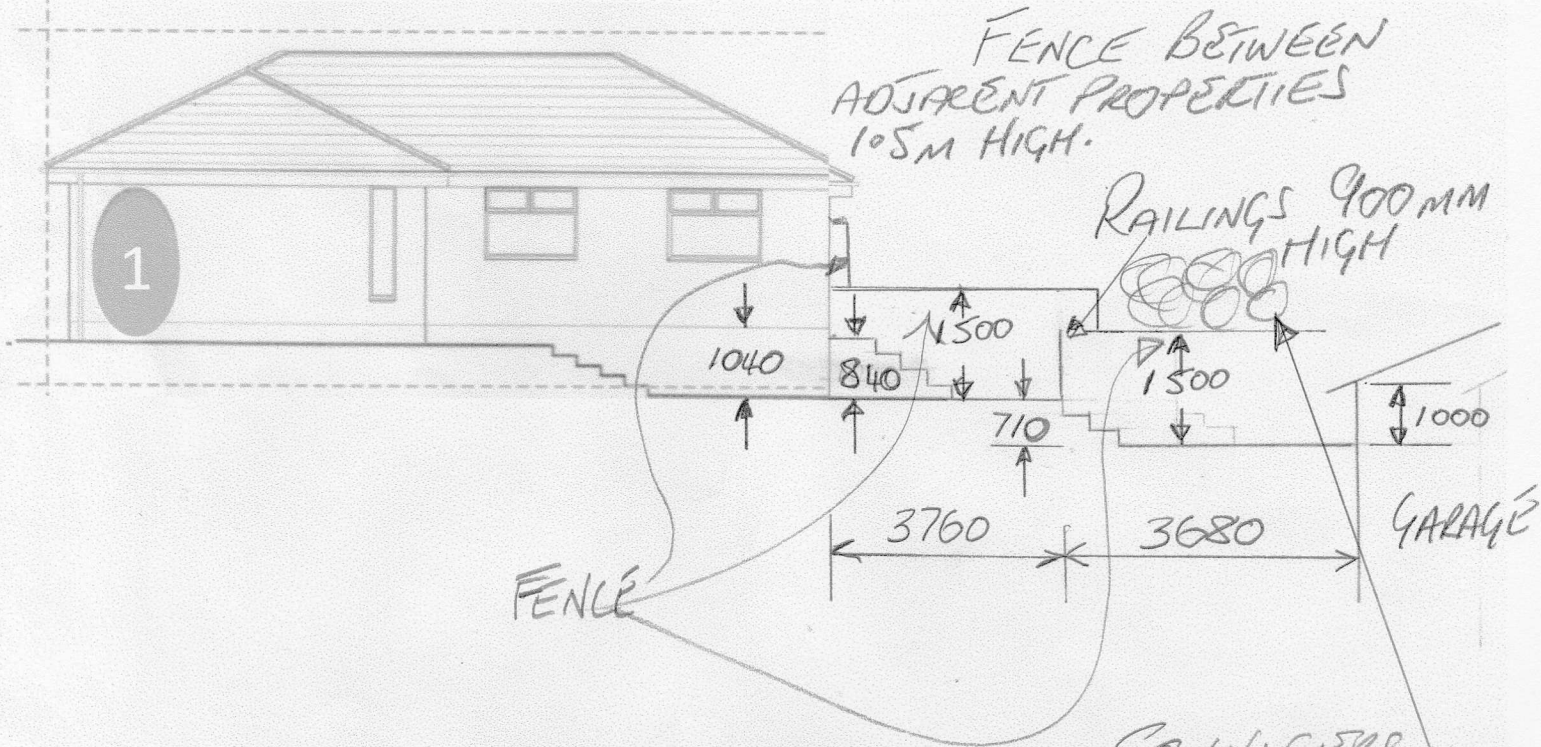 FENCE BETWEEN
ADJACENT PROPERTIES
1.5M HIGH.
RAILINGS 900MM
HIGH
1
1040
840
1500
710
1500
1000
3760
3680
GARAGE
FENCE